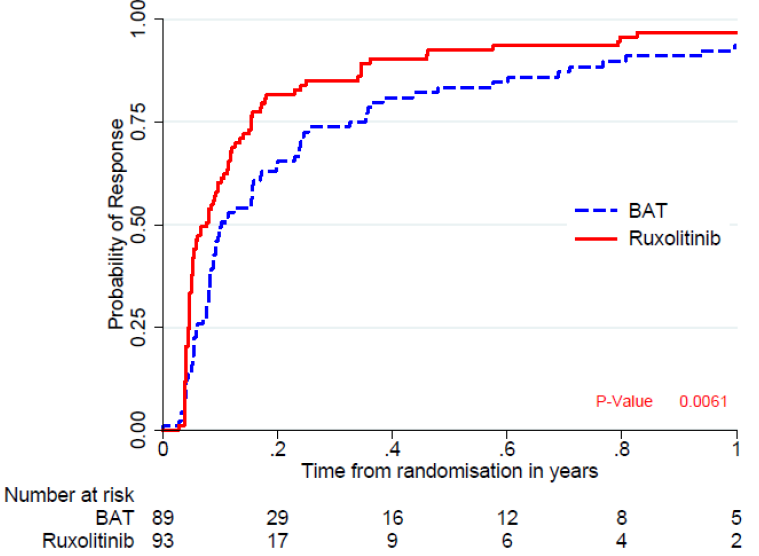 1.00
0.75
0.50
0.25
0.00
Probability of Response
BAT
Ruxolitinib
P-Value 0.0061
0 .2 .4 .6 .8 1
Time from randomisation in years
Number at risk
BAT 89 29 16 12 8 5
Ruxolitinib 93 17 9 6 4 2